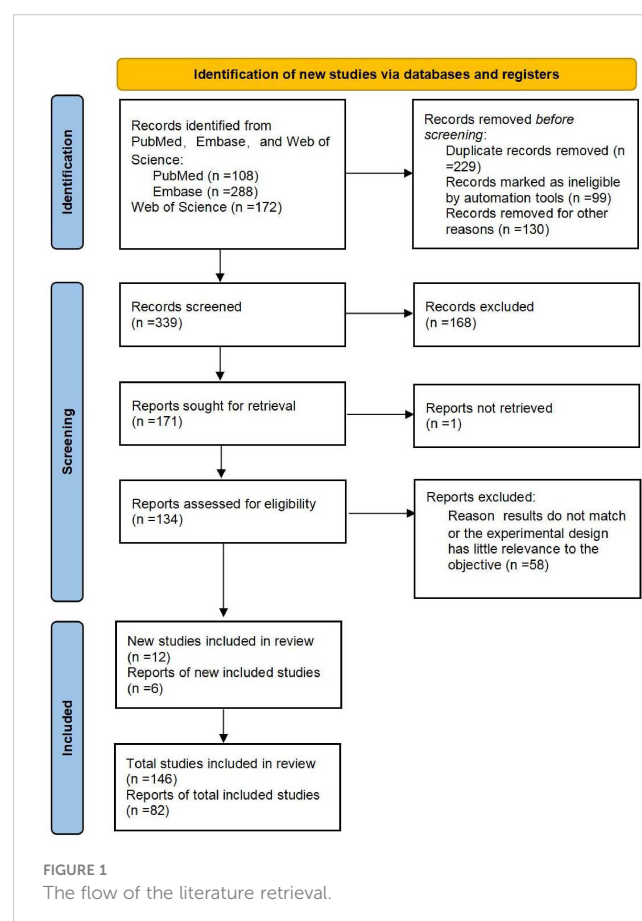 Identification of new studies via databases and registers
Identification
Records identified from
PubMed, Embase, and Web of
Science:
PubMed (n =108)
Embase (n =288)
Web of Science (n =172)
Records removed before
screening:
Duplicate records removed (n
=229)
Records marked as ineligible
by automation tools (n =99)
Records removed for other
reasons (n =130)
Screening
Records screened
(n =339)
Records excluded
(n =168)
Reports sought for retrieval
(n =171)
Reports not retrieved
(n =1)
Reports assessed for eligibility
(n =134)
Reports excluded:
Reason results do not match
or the experimental design
has little relevance to the
objective (n =58)
Included
New studies included in review
(n =12)
Reports of new included studies
(n =6)
Total studies included in review
(n =146)
Reports of total included studies
(n =82)
FIGURE 1
The flow of the literature retrieval.